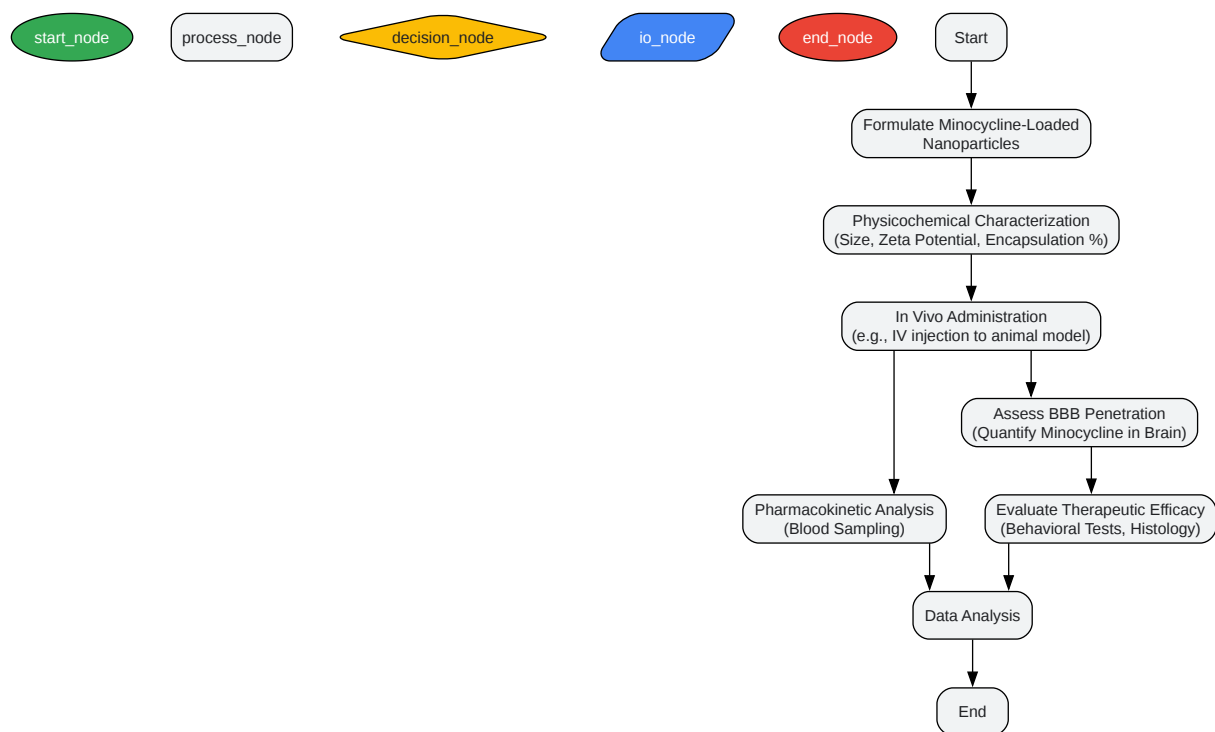 start_node
process_node
decision_node
io_node
end_node
Start
Formulate Minocycline-Loaded
Nanoparticles
Physicochemical Characterization
(Size, Zeta Potential, Encapsulation %)
In Vivo Administration
(e.g., IV injection to animal model)
Assess BBB Penetration
(Quantify Minocycline in Brain)
Pharmacokinetic Analysis
(Blood Sampling)
Evaluate Therapeutic Efficacy
(Behavioral Tests, Histology)
Data Analysis
End